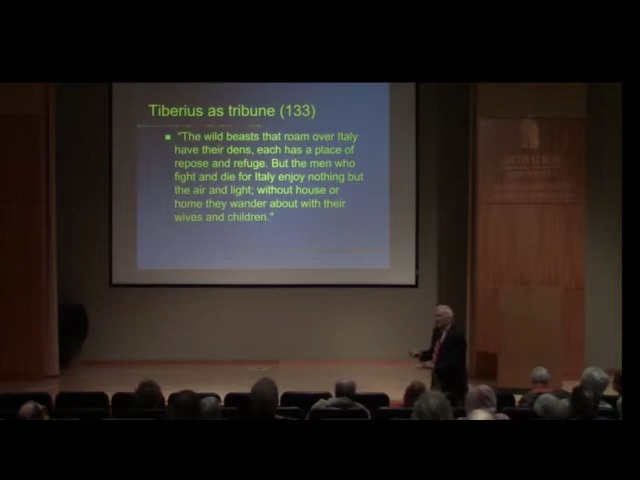 Tiberius as tribune (133)
"The wild beasts that roam over Italy
have their dens, each has a place of
repose and refuge. But the men who
fight and die for Italy enjoy nothing but
the air and light; without house or
home they wander about with their
wives and children."
AUBURN